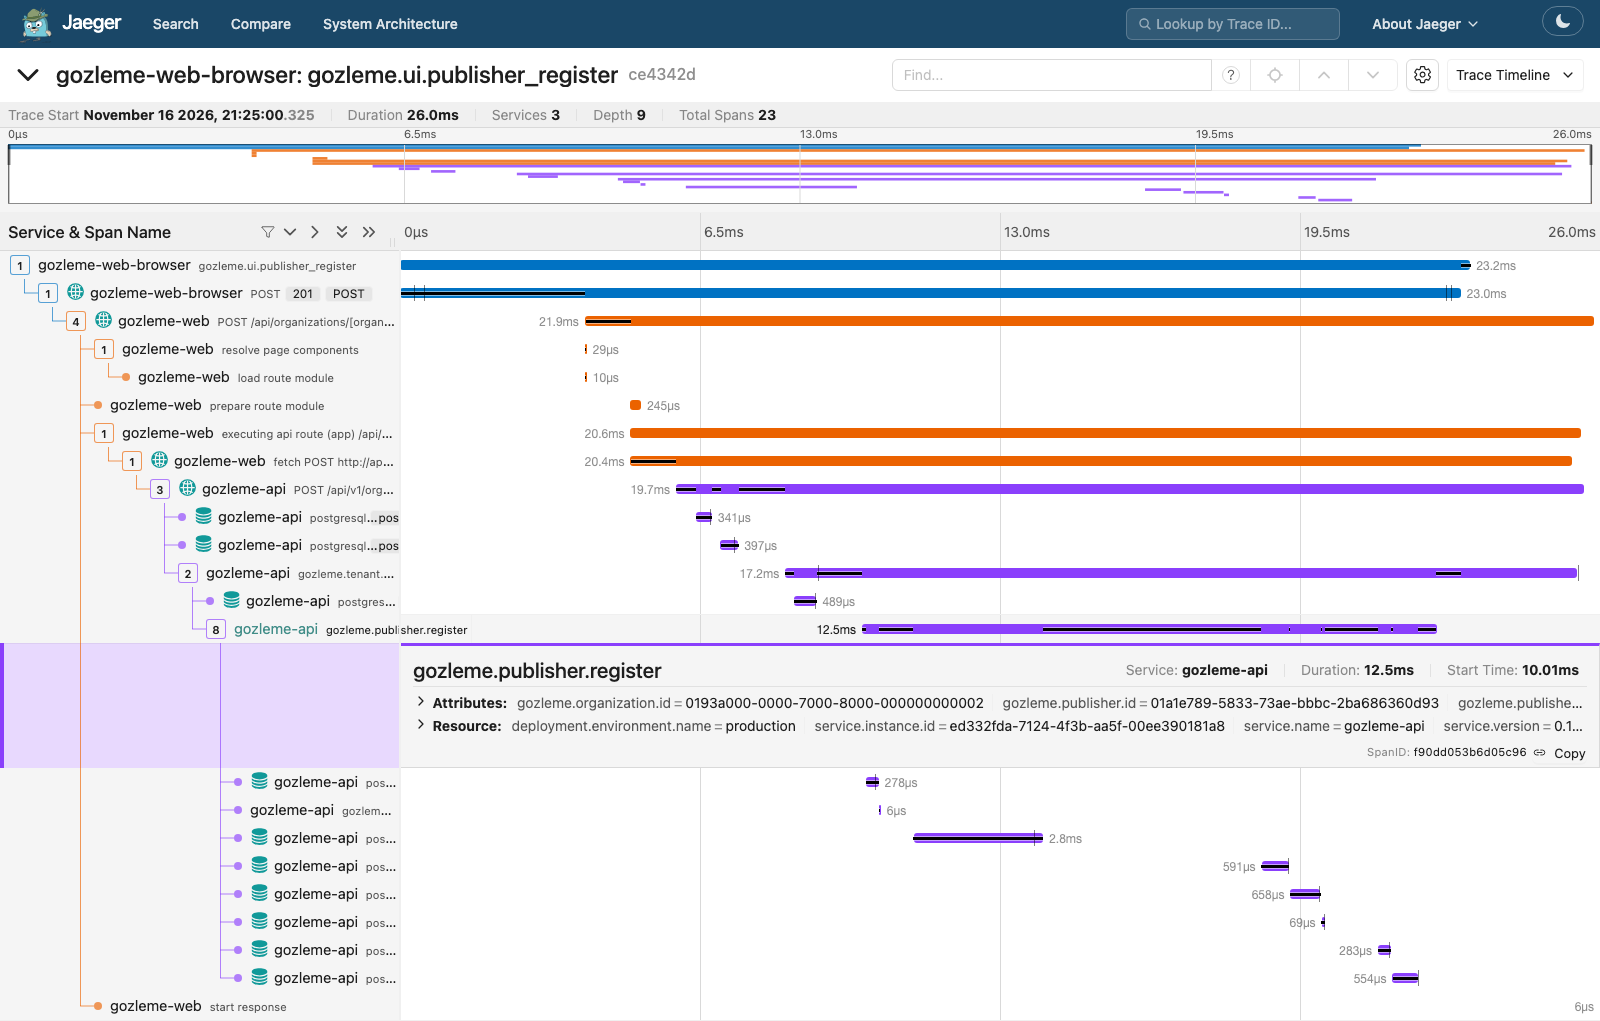 Jaeger Search Compare System Architecture Lookup by Trace ID... About Jaeger
gozleme-web-browser: gozleme.ui.publisher_register ce4342d Find... ? Trace Timeline
Trace Start November 16 2026, 21:25:00.325 Duration 26.0ms Services 3 Depth 9 Total Spans 23
0μs 6.5ms 13.0ms 19.5ms 26.0ms
Service & Span Name 0μs 6.5ms 13.0ms 19.5ms 26.0ms
1 gozleme-web-browser gozleme.ui.publisher_register 23.2ms
1 gozleme-web-browser POST 201 POST 23.0ms
4 gozleme-web POST /api/organizations/[organ... 21.9ms
1 gozleme-web resolve page components 29μs
gozleme-web load route module 10μs
gozleme-web prepare route module 245μs
1 gozleme-web executing api route (app) /api/... 20.6ms
1 gozleme-web fetch POST http://ap... 20.4ms
3 gozleme-api POST /api/v1/org... 19.7ms
gozleme-api postgresql... pos 341μs
gozleme-api postgresql... pos 397μs
2 gozleme-api gozleme.tenant.... 17.2ms
gozleme-api postgres... 489μs
8 gozleme-api gozleme.publisher.register 12.5ms
gozleme.publisher.register Service: gozleme-api Duration: 12.5ms Start Time: 10.01ms
Attributes: gozleme.organization.id = 0193a000-0000-7000-8000-000000000002 gozleme.publisher.id = 01a1e789-5833-73ae-bbbc-2ba686360d93 gozleme.publishe...
Resource: deployment.environment.name = production service.instance.id = ed332fda-7124-4f3b-aa5f-00ee390181a8 service.name = gozleme-api service.version = 0.1...
SpanID: f90dd053b6d05c96 Copy
gozleme-api pos... 278μs
gozleme-api gozlem... 6μs
gozleme-api pos... 2.8ms
gozleme-api pos... 591μs
gozleme-api pos... 658μs
gozleme-api pos... 69μs
gozleme-api pos... 283μs
gozleme-api pos... 554μs
gozleme-web start response 6μs